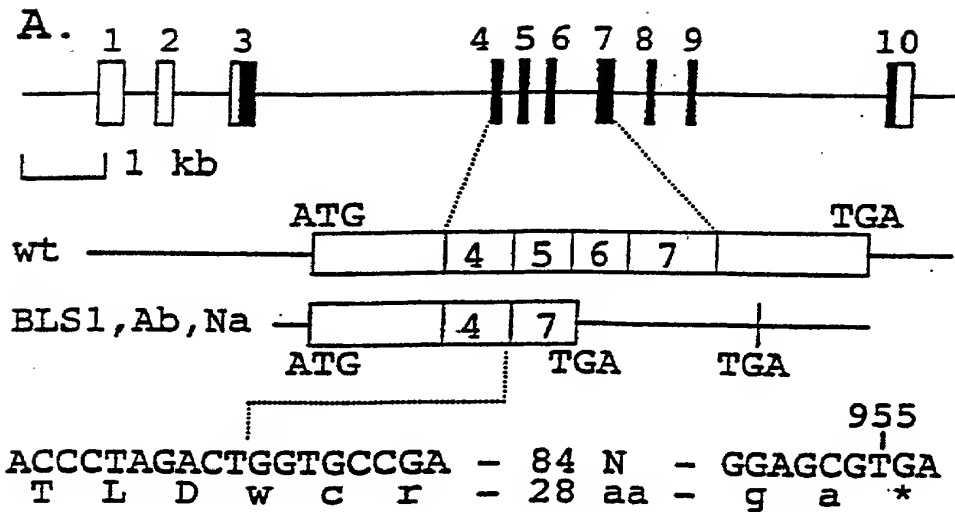 A.
1 2 3 4 5 6 7 8 9 10
1 kb
ATG TGA
wt 4 5 6 7
BLS1,Ab,Na 4 7
ATG TGA TGA
955
ACCCTAGACTGGTGCCGA - 84 N - GGAGCGTGA
T L D w c r - 28 aa - g a *